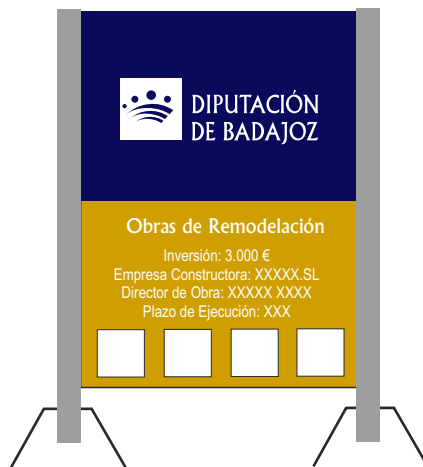 DIPUTACIÓN
DE BADAJOZ
Obras de Remodelación
Inversión: 3.000 €
Empresa Constructora: XXXXX.SL
Director de Obra: XXXXX XXXX
Plazo de Ejecución: XXX